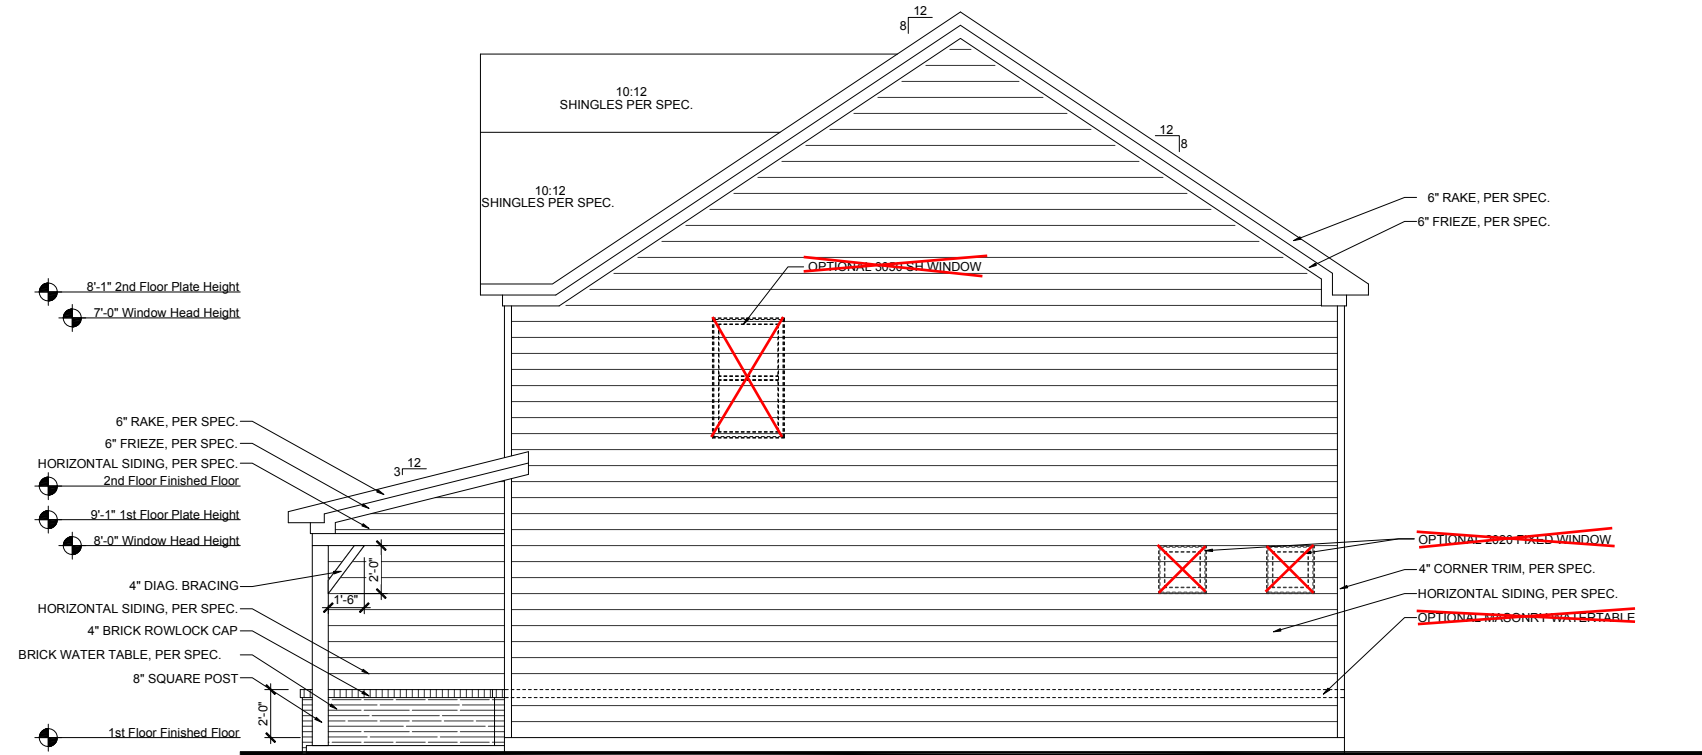 12
8
10:12
SHINGLES PER SPEC.
12
8
10:12
SHINGLES PER SPEC.
6" RAKE, PER SPEC.
6" FRIEZE, PER SPEC.
OPTIONAL 3050 SH WINDOW
8'-1" 2nd Floor Plate Height
7'-0" Window Head Height
6" RAKE, PER SPEC.
6" FRIEZE, PER SPEC.
HORIZONTAL SIDING, PER SPEC.
12
3
2nd Floor Finished Floor
9'-1" 1st Floor Plate Height
8'-0" Window Head Height
OPTIONAL 2020 FIXED WINDOW
4" CORNER TRIM, PER SPEC.
2'-0"
4" DIAG. BRACING
1'-6"
HORIZONTAL SIDING, PER SPEC.
HORIZONTAL SIDING, PER SPEC.
OPTIONAL MASONRY WATERTABLE
4" BRICK ROWLOCK CAP
BRICK WATER TABLE, PER SPEC.
8" SQUARE POST
2'-0"
1st Floor Finished Floor